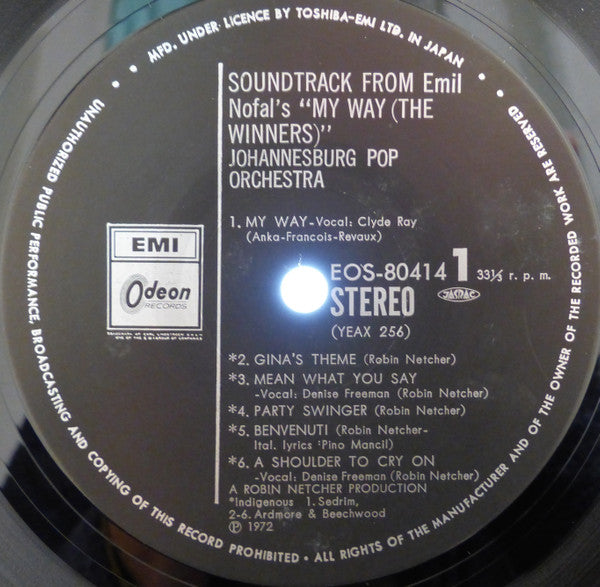 UNAUTHORIZED PUBLIC PERFORMANCE, BROADCASTING AND COPYING OF THIS RECORD PROHIBITED • ALL RIGHTS OF THE MANUFACTURER AND OF THE OWNER OF THE RECORDED WORK ARE RESERVED
• MFD. UNDER LICENCE BY TOSHIBA-EMI LTD. IN JAPAN •
SOUNDTRACK FROM Emil
Nofal's "MY WAY (THE
WINNERS)"
JOHANNESBURG POP
ORCHESTRA
1. MY WAY-Vocal: Clyde Ray
(Anka-Francois-Revaux)
EMI
Odeon
RECORDS
EOS-80414 1 33⅓ r. p. m.
STEREO JASRAC
(YEAX 256)
*2. GINA'S THEME (Robin Netcher)
*3. MEAN WHAT YOU SAY
-Vocal: Denise Freeman (Robin Netcher)
*4. PARTY SWINGER (Robin Netcher)
*5. BENVENUTI (Robin Netcher-
Ital. lyrics :Pino Mancil)
*6. A SHOULDER TO CRY ON
-Vocal: Denise Freeman (Robin Netcher)
A ROBIN NETCHER PRODUCTION
*Indigenous 1. Sedrim,
2-6. Ardmore & Beechwood
Ⓟ 1972